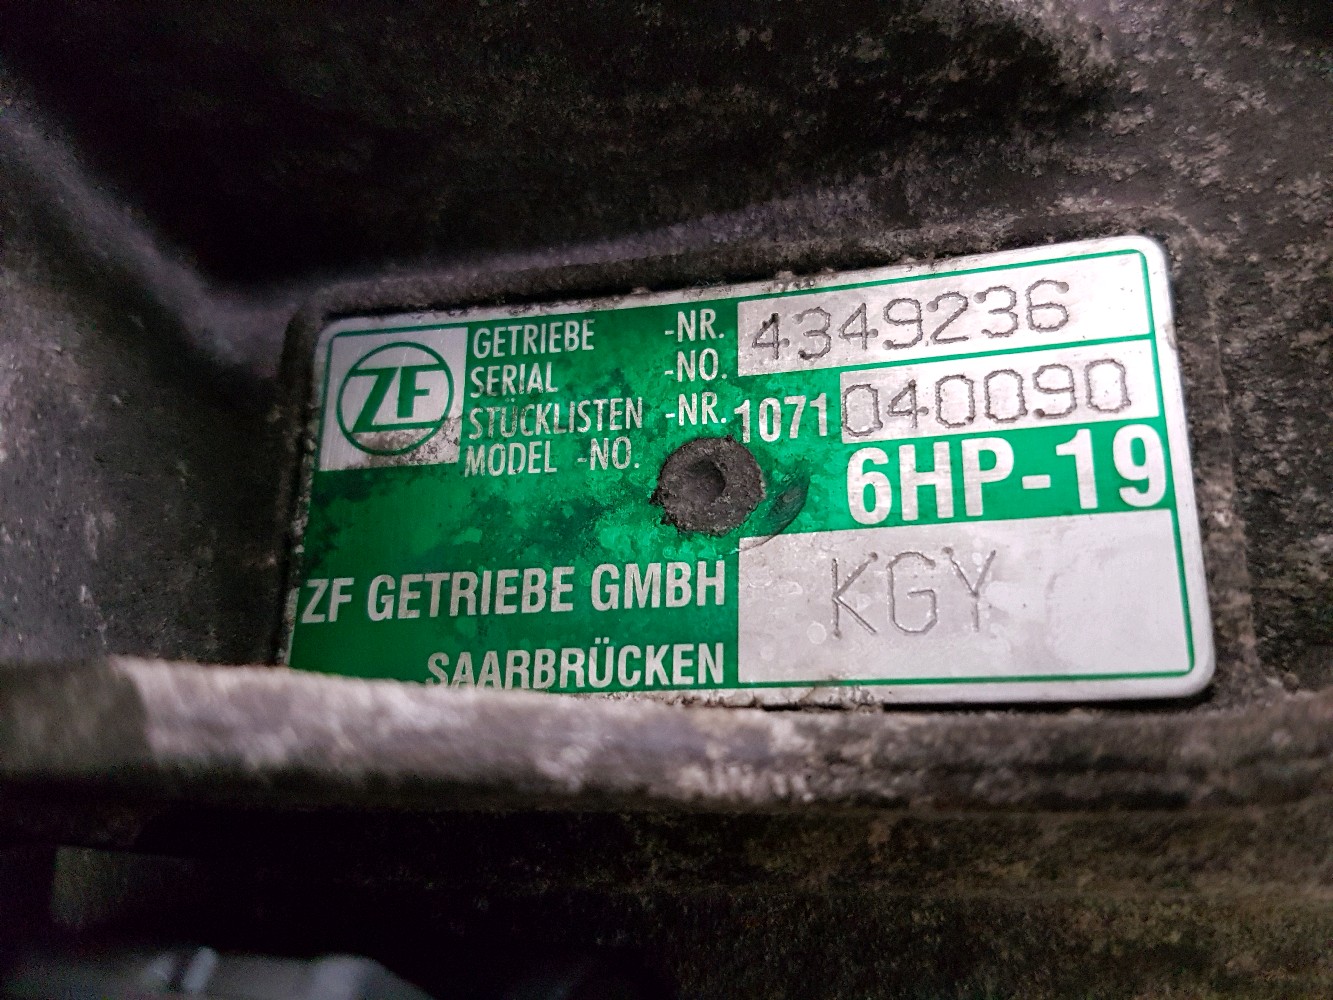 ZF
GETRIEBE -NR. 4349236
SERIAL -NO.
STÜCKLISTEN -NR. 1071 040090
MODEL -NO.
6HP-19
ZF GETRIEBE GMBH
KGY
SAARBRÜCKEN